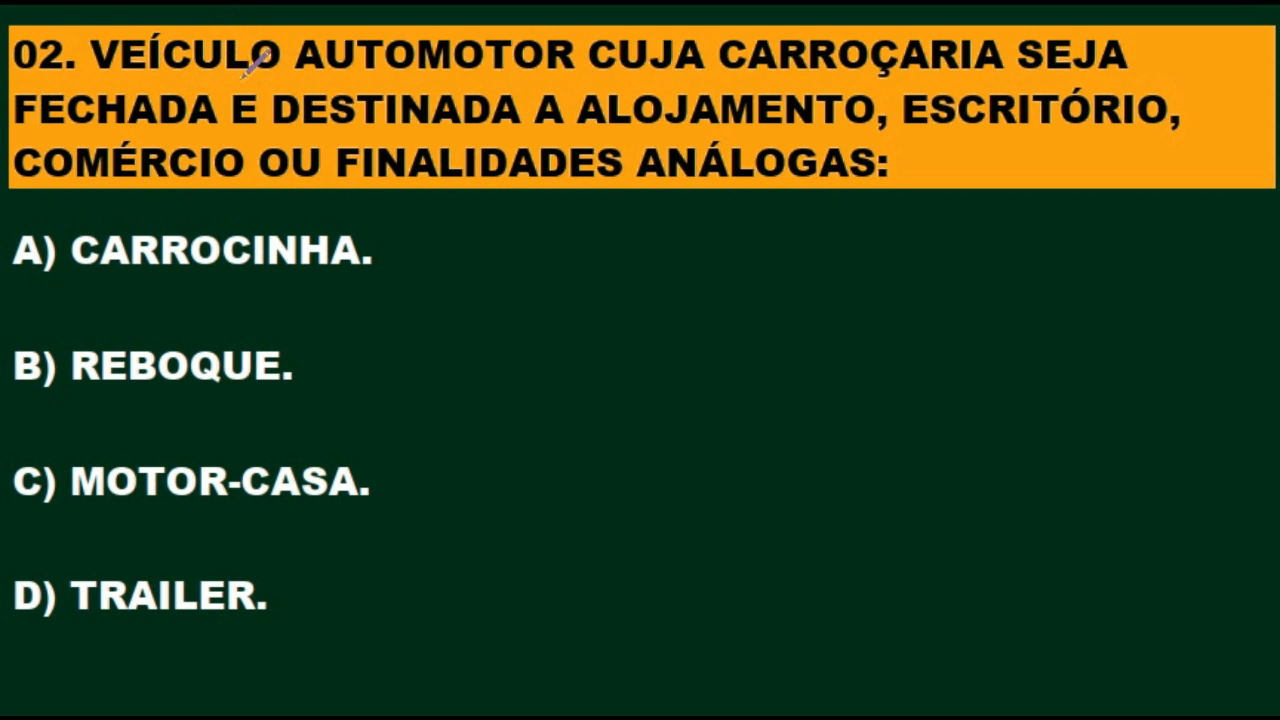 02. VEÍCULO AUTOMOTOR CUJA CARROÇARIA SEJA
FECHADA E DESTINADA A ALOJAMENTO, ESCRITÓRIO,
COMÉRCIO OU FINALIDADES ANÁLOGAS:
A) CARROCINHA.
B) REBOQUE.
C) MOTOR-CASA.
D) TRAILER.